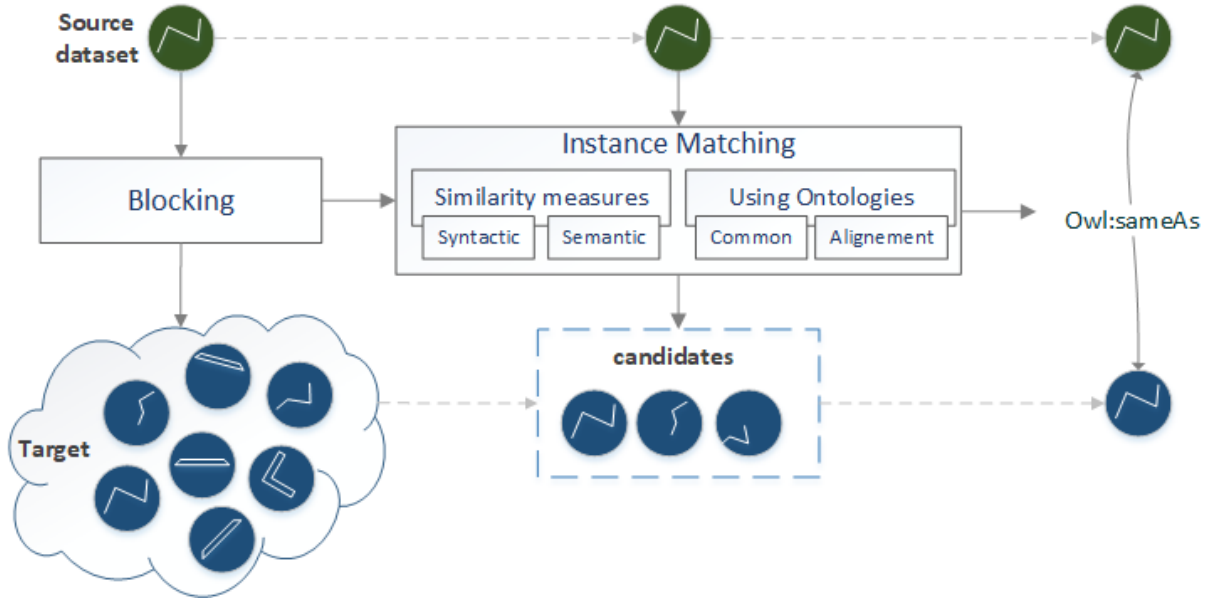 Source
dataset
Instance Matching
Blocking
Similarity measures
Using Ontologies
Syntactic
Semantic
Common
Alignement
Owl:sameAs
candidates
Target